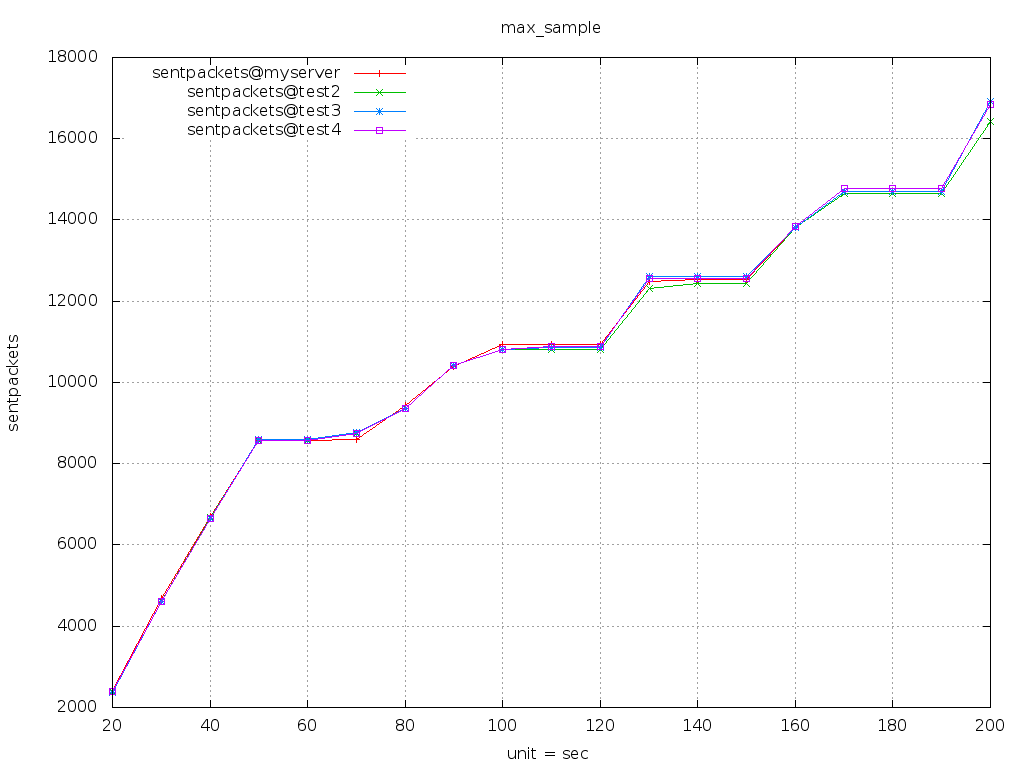 max_sample
18000
16000
14000
12000
10000
8000
6000
4000
2000
sentpackets@myserver
sentpackets@test2
sentpackets@test3
sentpackets@test4
sentpackets
20 40 60 80 100 120 140 160 180 200
unit = sec